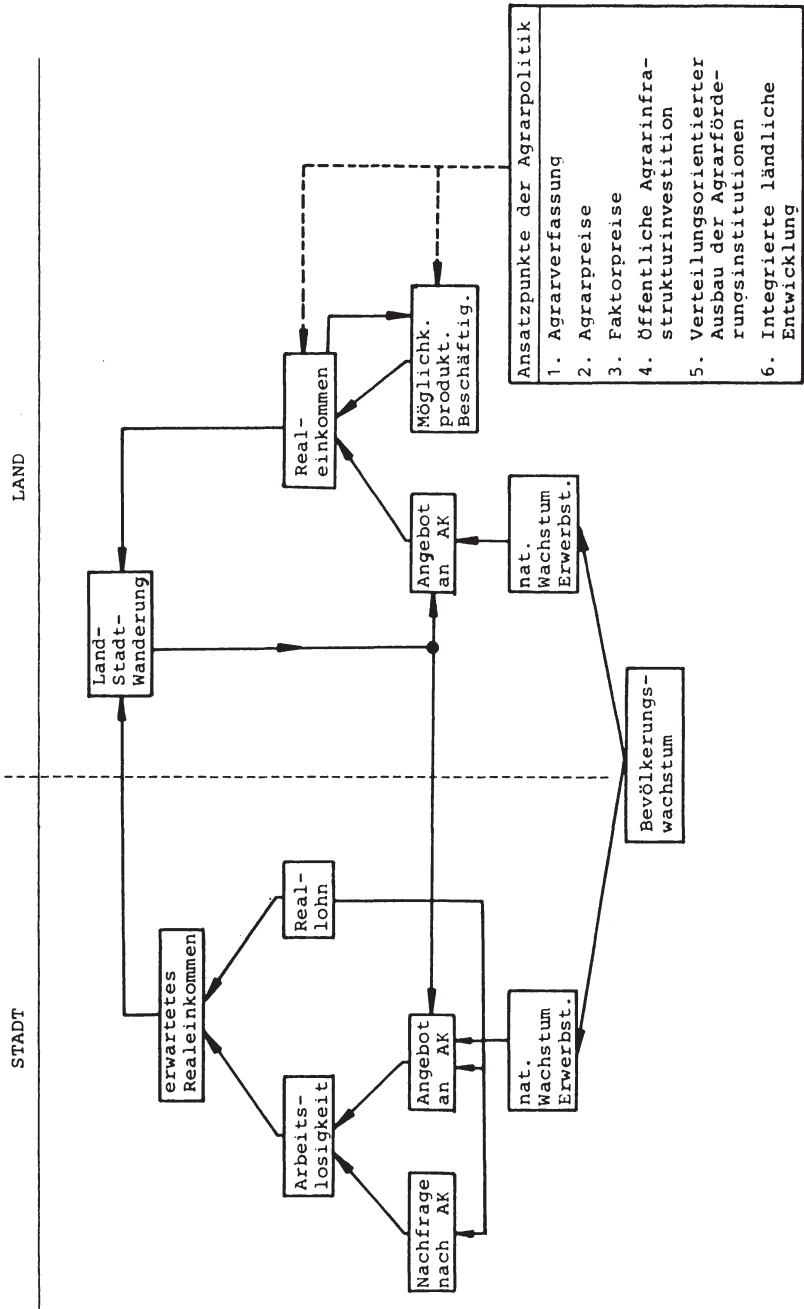 STADT
LAND
erwartetes
Realeinkommen
Land-
Stadt-
Wanderung
Arbeits-
losigkeit
Real-
lohn
Real-
einkommen
Nachfrage
nach AK
Angebot
an AK
Angebot
an AK
Möglichk.
produkt.
Beschäftig.
nat.
Wachstum
Erwerbst.
nat.
Wachstum
Erwerbst.
Bevölkerungs-
wachstum
Ansatzpunkte der Agrarpolitik
1. Agrarverfassung
2. Agrarpreise
3. Faktorpreise
4. Öffentliche Agrarinfra-
strukturinvestition
5. Verteilungsorientierter
Ausbau der Agrarförde-
rungsinstitutionen
6. Integrierte ländliche
Entwicklung